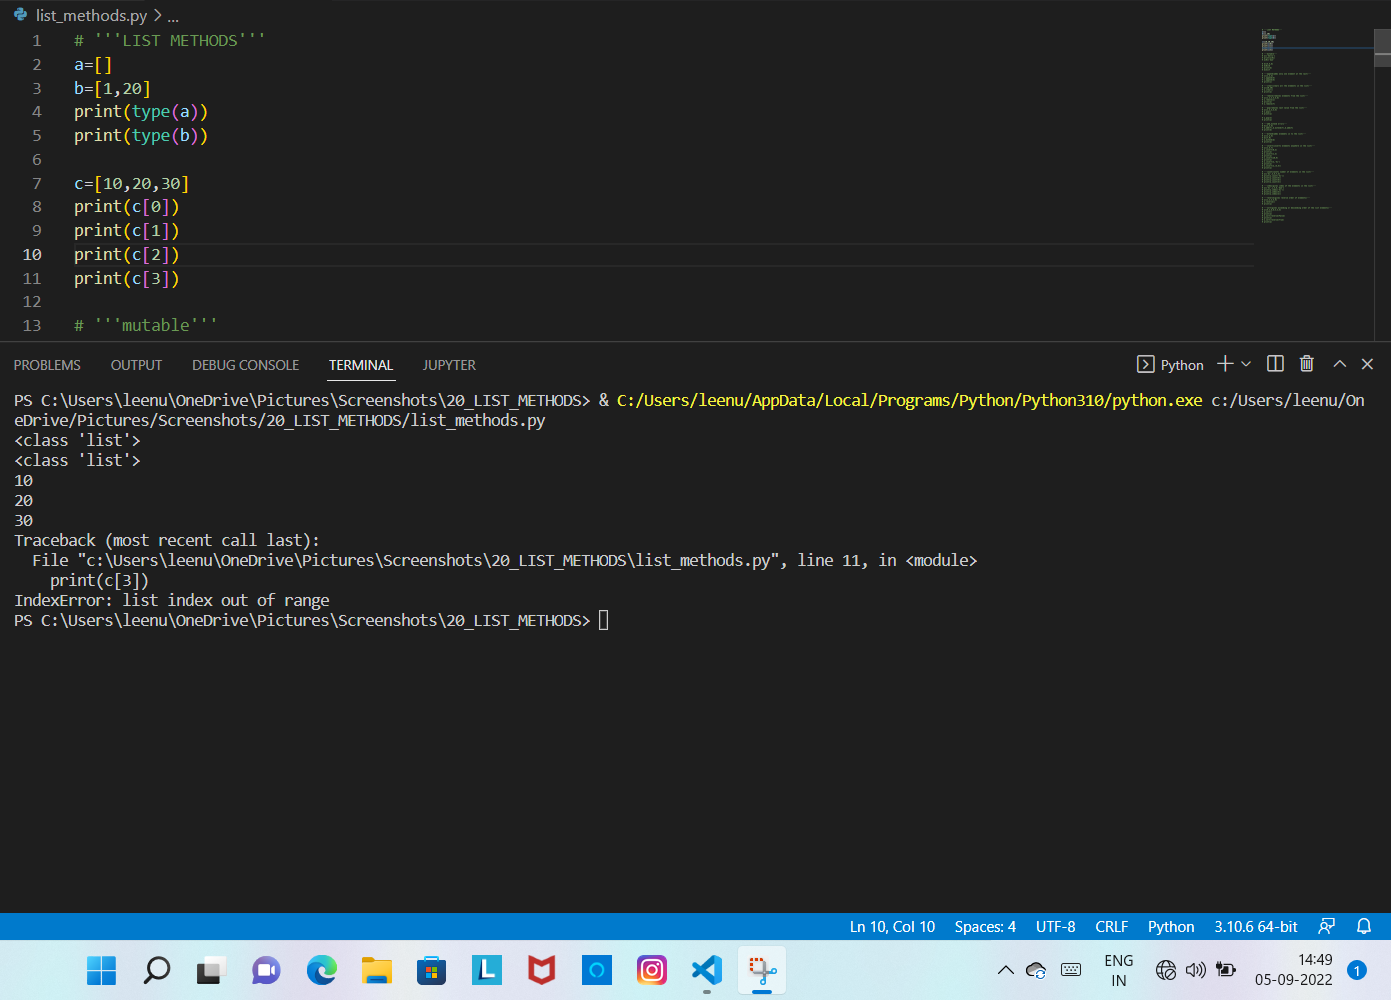 list_methods.py > ...
1 # '''LIST METHODS'''
2 a=[]
3 b=[1,20]
4 print(type(a))
5 print(type(b))
6
7 c=[10,20,30]
8 print(c[0])
9 print(c[1])
10 print(c[2])
11 print(c[3])
12
13 # '''mutable'''
PROBLEMS OUTPUT DEBUG CONSOLE TERMINAL JUPYTER Python
PS C:\Users\leenu\OneDrive\Pictures\Screenshots\20_LIST_METHODS> & C:/Users/leenu/AppData/Local/Programs/Python/Python310/python.exe c:/Users/leenu/On
eDrive/Pictures/Screenshots/20_LIST_METHODS/list_methods.py
<class 'list'>
<class 'list'>
10
20
30
Traceback (most recent call last):
  File "c:\Users\leenu\OneDrive\Pictures\Screenshots\20_LIST_METHODS\list_methods.py", line 11, in <module>
    print(c[3])
IndexError: list index out of range
PS C:\Users\leenu\OneDrive\Pictures\Screenshots\20_LIST_METHODS>
Ln 10, Col 10 Spaces: 4 UTF-8 CRLF Python 3.10.6 64-bit
L
ENG
IN
14:49
05-09-2022
1